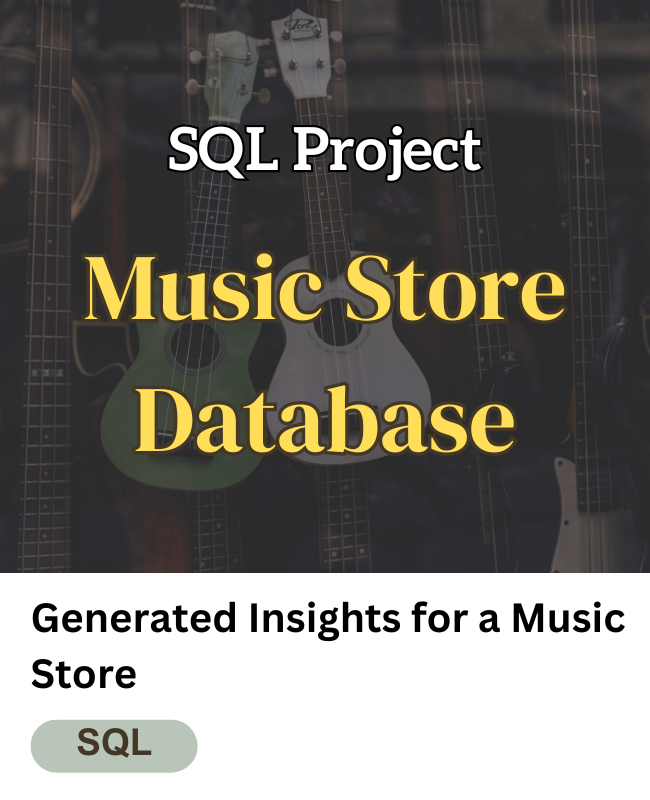 SQL Project
Music Store
Database
Generated Insights for a Music
Store
SQL